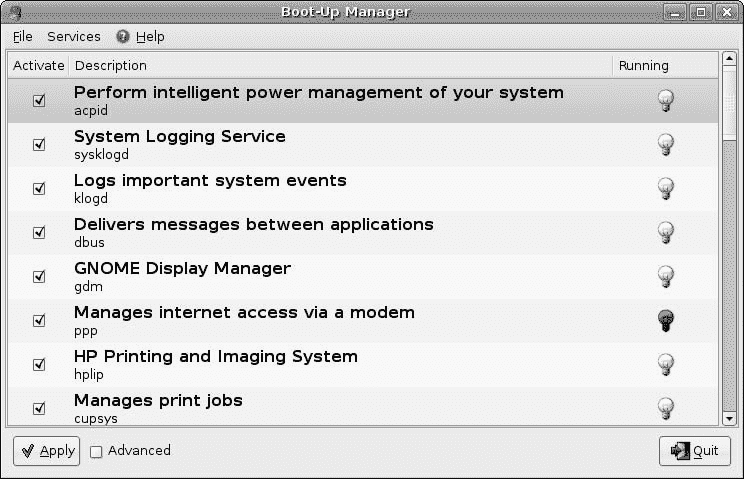 Boot-Up Manager
File Services Help
Activate Description Running
Perform intelligent power management of your system
acpid
System Logging Service
sysklogd
Logs important system events
klogd
Delivers messages between applications
dbus
GNOME Display Manager
gdm
Manages internet access via a modem
ppp
HP Printing and Imaging System
hplip
Manages print jobs
cupsys
Apply Advanced Quit